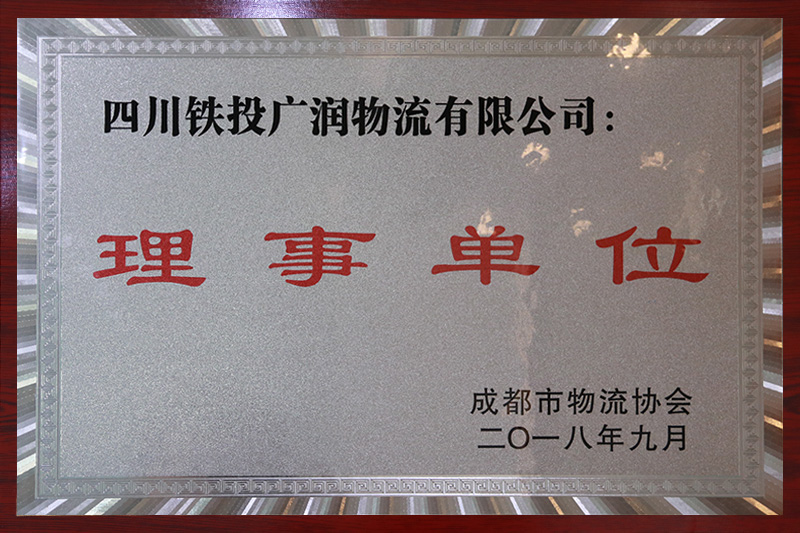 四川铁投广润物流有限公司：
理事单位
成都市物流协会
二〇一八年九月